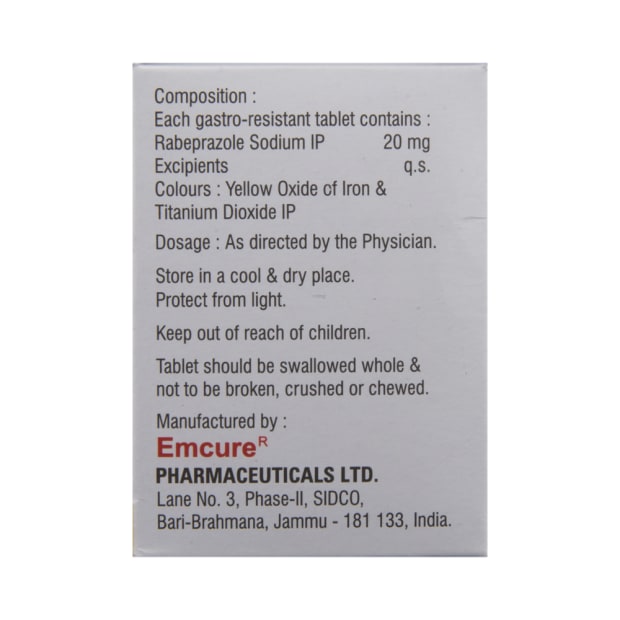 Composition :
Each gastro-resistant tablet contains :
Rabeprazole Sodium IP 20 mg
Excipients q.s.
Colours : Yellow Oxide of Iron &
Titanium Dioxide IP
Dosage : As directed by the Physician.
Store in a cool & dry place.
Protect from light.
Keep out of reach of children.
Tablet should be swallowed whole &
not to be broken, crushed or chewed.
Manufactured by :
Emcure R
PHARMACEUTICALS LTD.
Lane No. 3, Phase-II, SIDCO,
Bari-Brahmana, Jammu - 181 133, India.